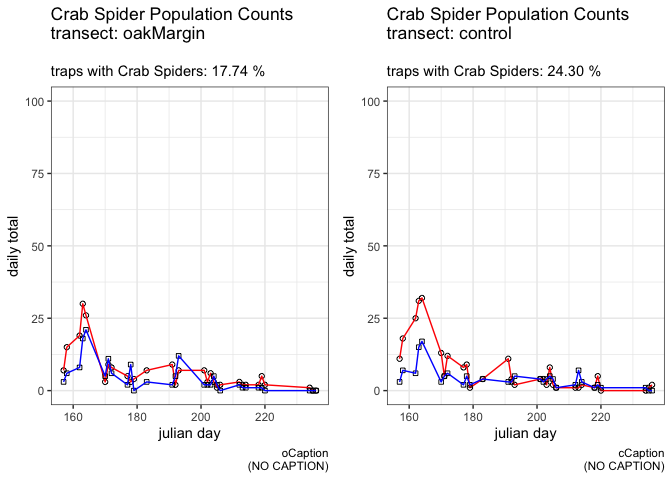 Crab Spider Population Counts
transect: oakMargin
traps with Crab Spiders: 17.74 %
100
75
50
25
0
daily total
160
180
200
220
julian day
oCaption
(NO CAPTION)
Crab Spider Population Counts
transect: control
traps with Crab Spiders: 24.30 %
100
75
50
25
0
daily total
160
180
200
220
julian day
cCaption
(NO CAPTION)